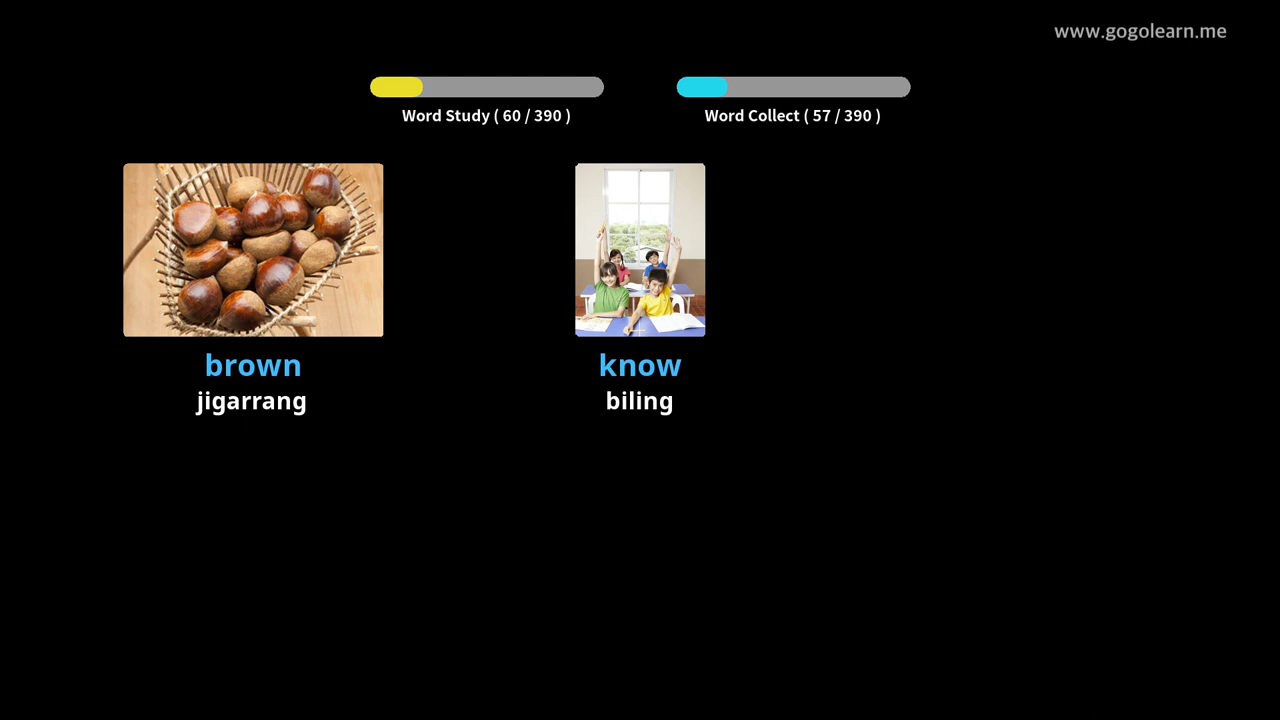 www.gogolearn.me
Word Study ( 60 / 390 )
Word Collect ( 57 / 390 )
brown
jigarrang
know
biling